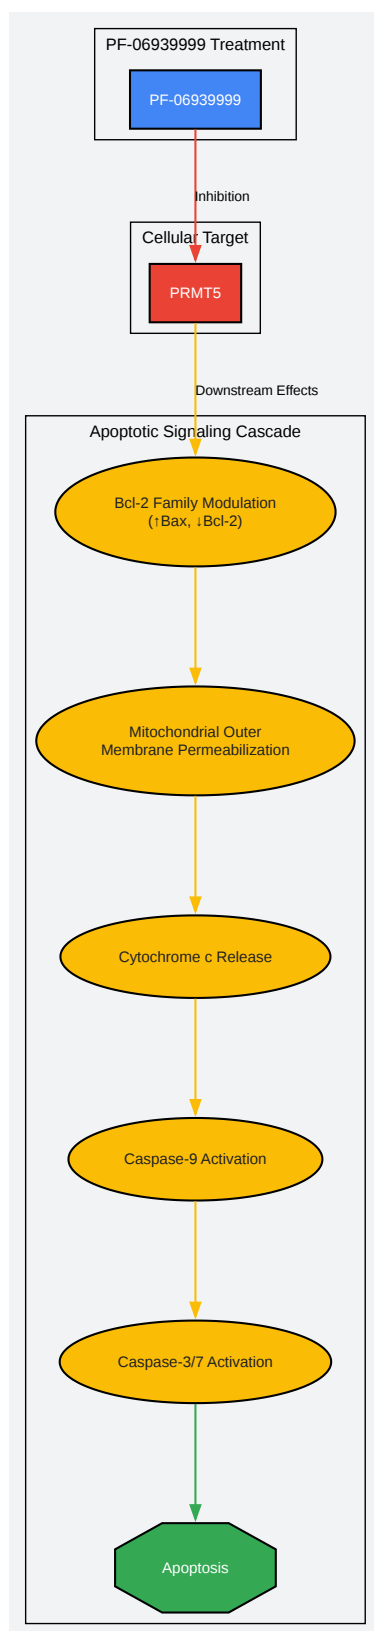 PF-06939999 Treatment
PF-06939999
Inhibition
Cellular Target
PRMT5
Downstream Effects
Apoptotic Signaling Cascade
Bcl-2 Family Modulation
(↑Bax, ↓Bcl-2)
Mitochondrial Outer
Membrane Permeabilization
Cytochrome c Release
Caspase-9 Activation
Caspase-3/7 Activation
Apoptosis